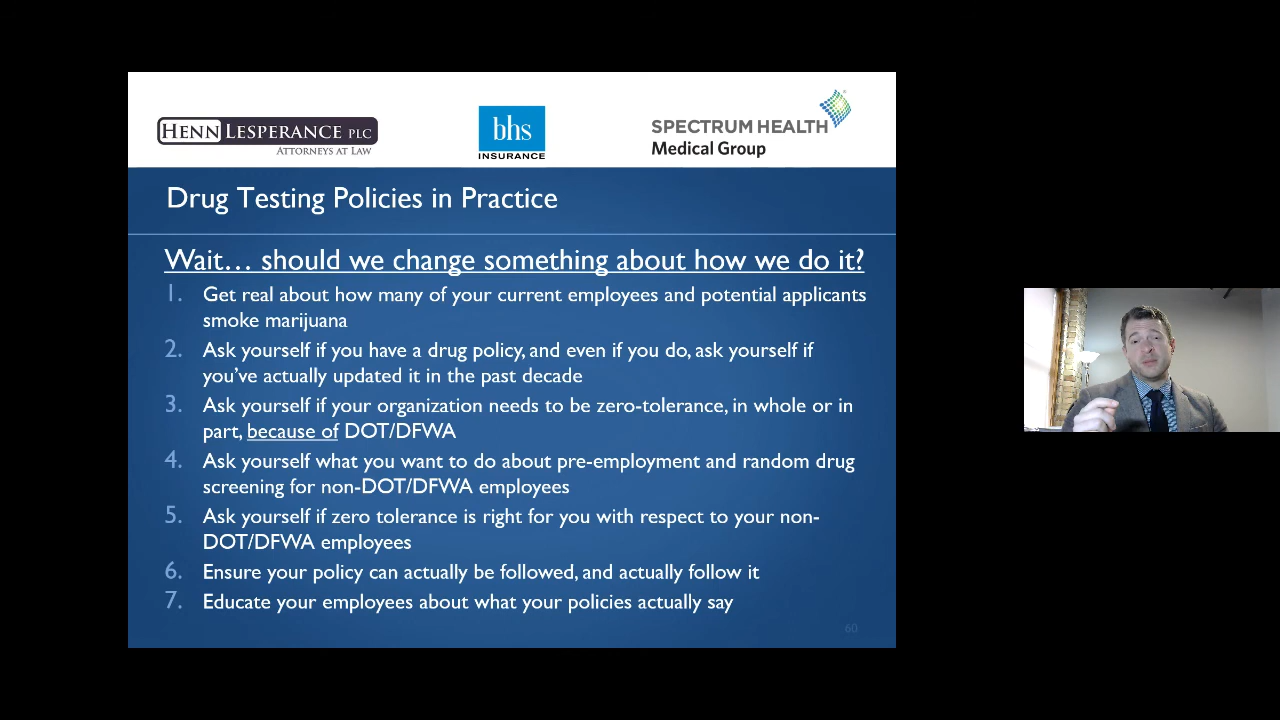 HENN LESPERANCE PLC
ATTORNEYS AT LAW
bhs
INSURANCE
SPECTRUM HEALTH
Medical Group
Drug Testing Policies in Practice
Wait… should we change something about how we do it?
1. Get real about how many of your current employees and potential applicants
smoke marijuana
2. Ask yourself if you have a drug policy, and even if you do, ask yourself if
you've actually updated it in the past decade
3. Ask yourself if your organization needs to be zero-tolerance, in whole or in
part, because of DOT/DFWA
4. Ask yourself what you want to do about pre-employment and random drug
screening for non-DOT/DFWA employees
5. Ask yourself if zero tolerance is right for you with respect to your non-
DOT/DFWA employees
6. Ensure your policy can actually be followed, and actually follow it
7. Educate your employees about what your policies actually say
60